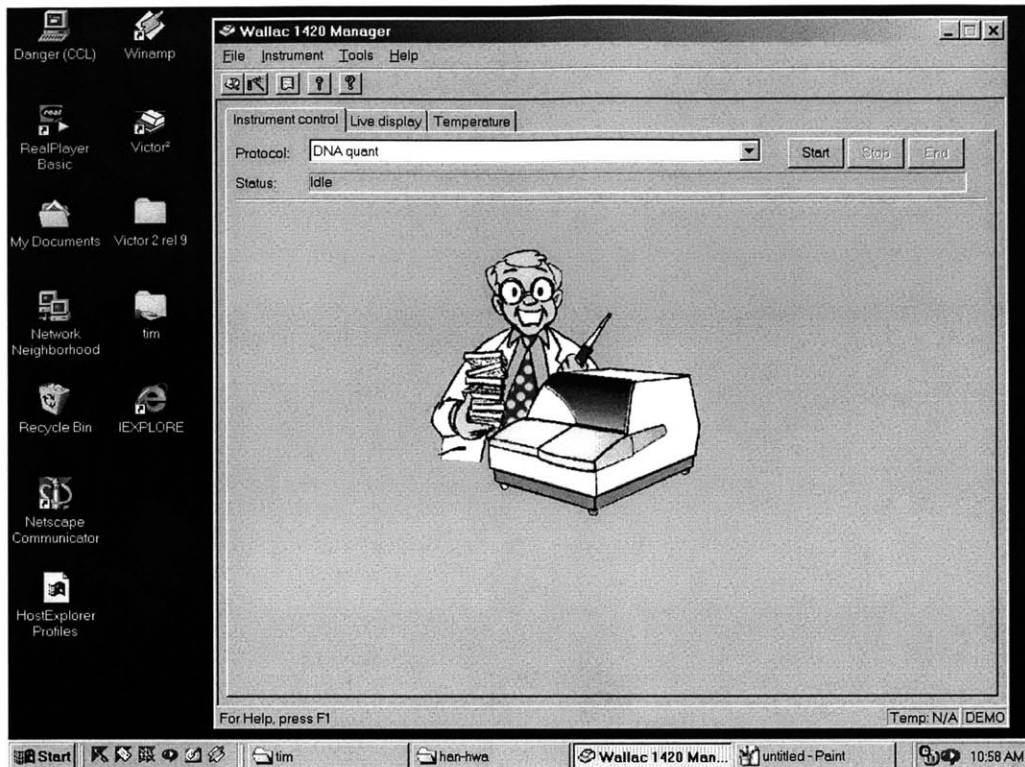 Danger (CCL)
Winamp
RealPlayer
Basic
Victor²
My Documents
Victor 2 rel 9
Network
Neighborhood
tim
Recycle Bin
IEXPLORE
Netscape
Communicator
HostExplorer
Profiles
Wallac 1420 Manager
File Instrument Tools Help
Instrument control Live display Temperature
Protocol: DNA quant Start Stop End
Status: Idle
For Help, press F1 Temp: N/A DEMO
Start tim han-hwa Wallac 1420 Man... untitled - Paint 10:58 AM